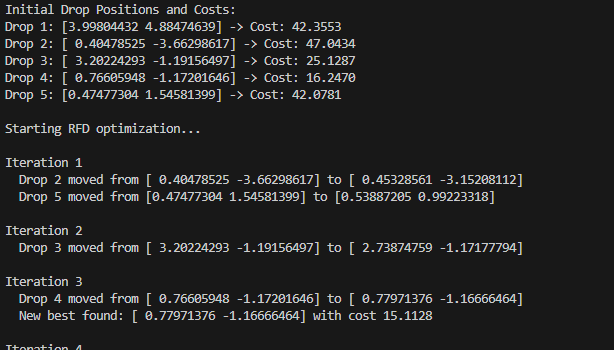 Initial Drop Positions and Costs:
Drop 1: [3.99804432 4.88474639] -> Cost: 42.3553
Drop 2: [ 0.40478525 -3.66298617] -> Cost: 47.0434
Drop 3: [ 3.20224293 -1.19156497] -> Cost: 25.1287
Drop 4: [ 0.76605948 -1.17201646] -> Cost: 16.2470
Drop 5: [0.47477304 1.54581399] -> Cost: 42.0781
Starting RFD optimization...
Iteration 1
Drop 2 moved from [ 0.40478525 -3.66298617] to [ 0.45328561 -3.15208112]
Drop 5 moved from [0.47477304 1.54581399] to [0.53887205 0.99223318]
Iteration 2
Drop 3 moved from [ 3.20224293 -1.19156497] to [ 2.73874759 -1.17177794]
Iteration 3
Drop 4 moved from [ 0.76605948 -1.17201646] to [ 0.77971376 -1.16666464]
New best found: [ 0.77971376 -1.16666464] with cost 15.1128
Iteration 4